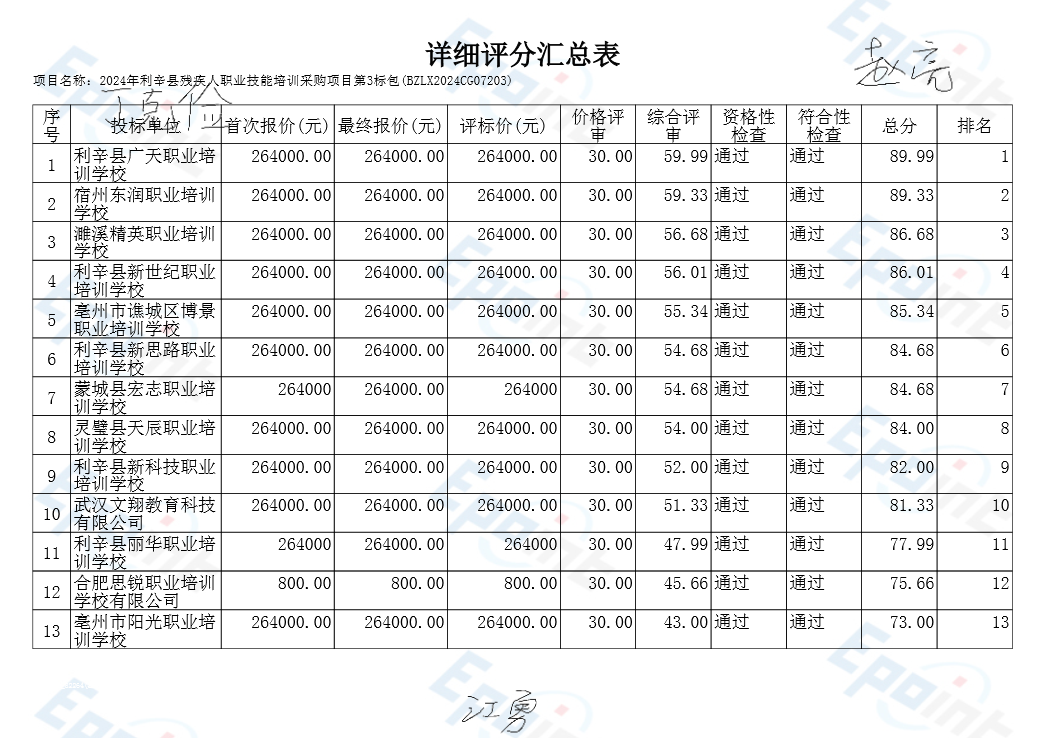 详细评分汇总表
赵亮
项目名称：2024年利辛县残疾人职业技能培训采购项目第3标包(BZLX2024CG07203)
序号 投标单位 首次报价(元) 最终报价(元) 评标价(元) 价格评审 综合评审 资格性检查 符合性检查 总分 排名
1 利辛县广天职业培训学校 264000.00 264000.00 264000.00 30.00 59.99 通过 通过 89.99 1
2 宿州东润职业培训学校 264000.00 264000.00 264000.00 30.00 59.33 通过 通过 89.33 2
3 濉溪精英职业培训学校 264000.00 264000.00 264000.00 30.00 56.68 通过 通过 86.68 3
4 利辛县新世纪职业培训学校 264000.00 264000.00 264000.00 30.00 56.01 通过 通过 86.01 4
5 亳州市谯城区博景职业培训学校 264000.00 264000.00 264000.00 30.00 55.34 通过 通过 85.34 5
6 利辛县新思路职业培训学校 264000.00 264000.00 264000.00 30.00 54.68 通过 通过 84.68 6
7 蒙城县宏志职业培训学校 264000 264000.00 264000 30.00 54.68 通过 通过 84.68 7
8 灵璧县天辰职业培训学校 264000.00 264000.00 264000.00 30.00 54.00 通过 通过 84.00 8
9 利辛县新科技职业培训学校 264000.00 264000.00 264000.00 30.00 52.00 通过 通过 82.00 9
10 武汉文翔教育科技有限公司 264000.00 264000.00 264000.00 30.00 51.33 通过 通过 81.33 10
11 利辛县丽华职业培训学校 264000 264000.00 264000 30.00 47.99 通过 通过 77.99 11
12 合肥思锐职业培训学校有限公司 800.00 800.00 800.00 30.00 45.66 通过 通过 75.66 12
13 亳州市阳光职业培训学校 264000.00 264000.00 264000.00 30.00 43.00 通过 通过 73.00 13
江勇
Epoint